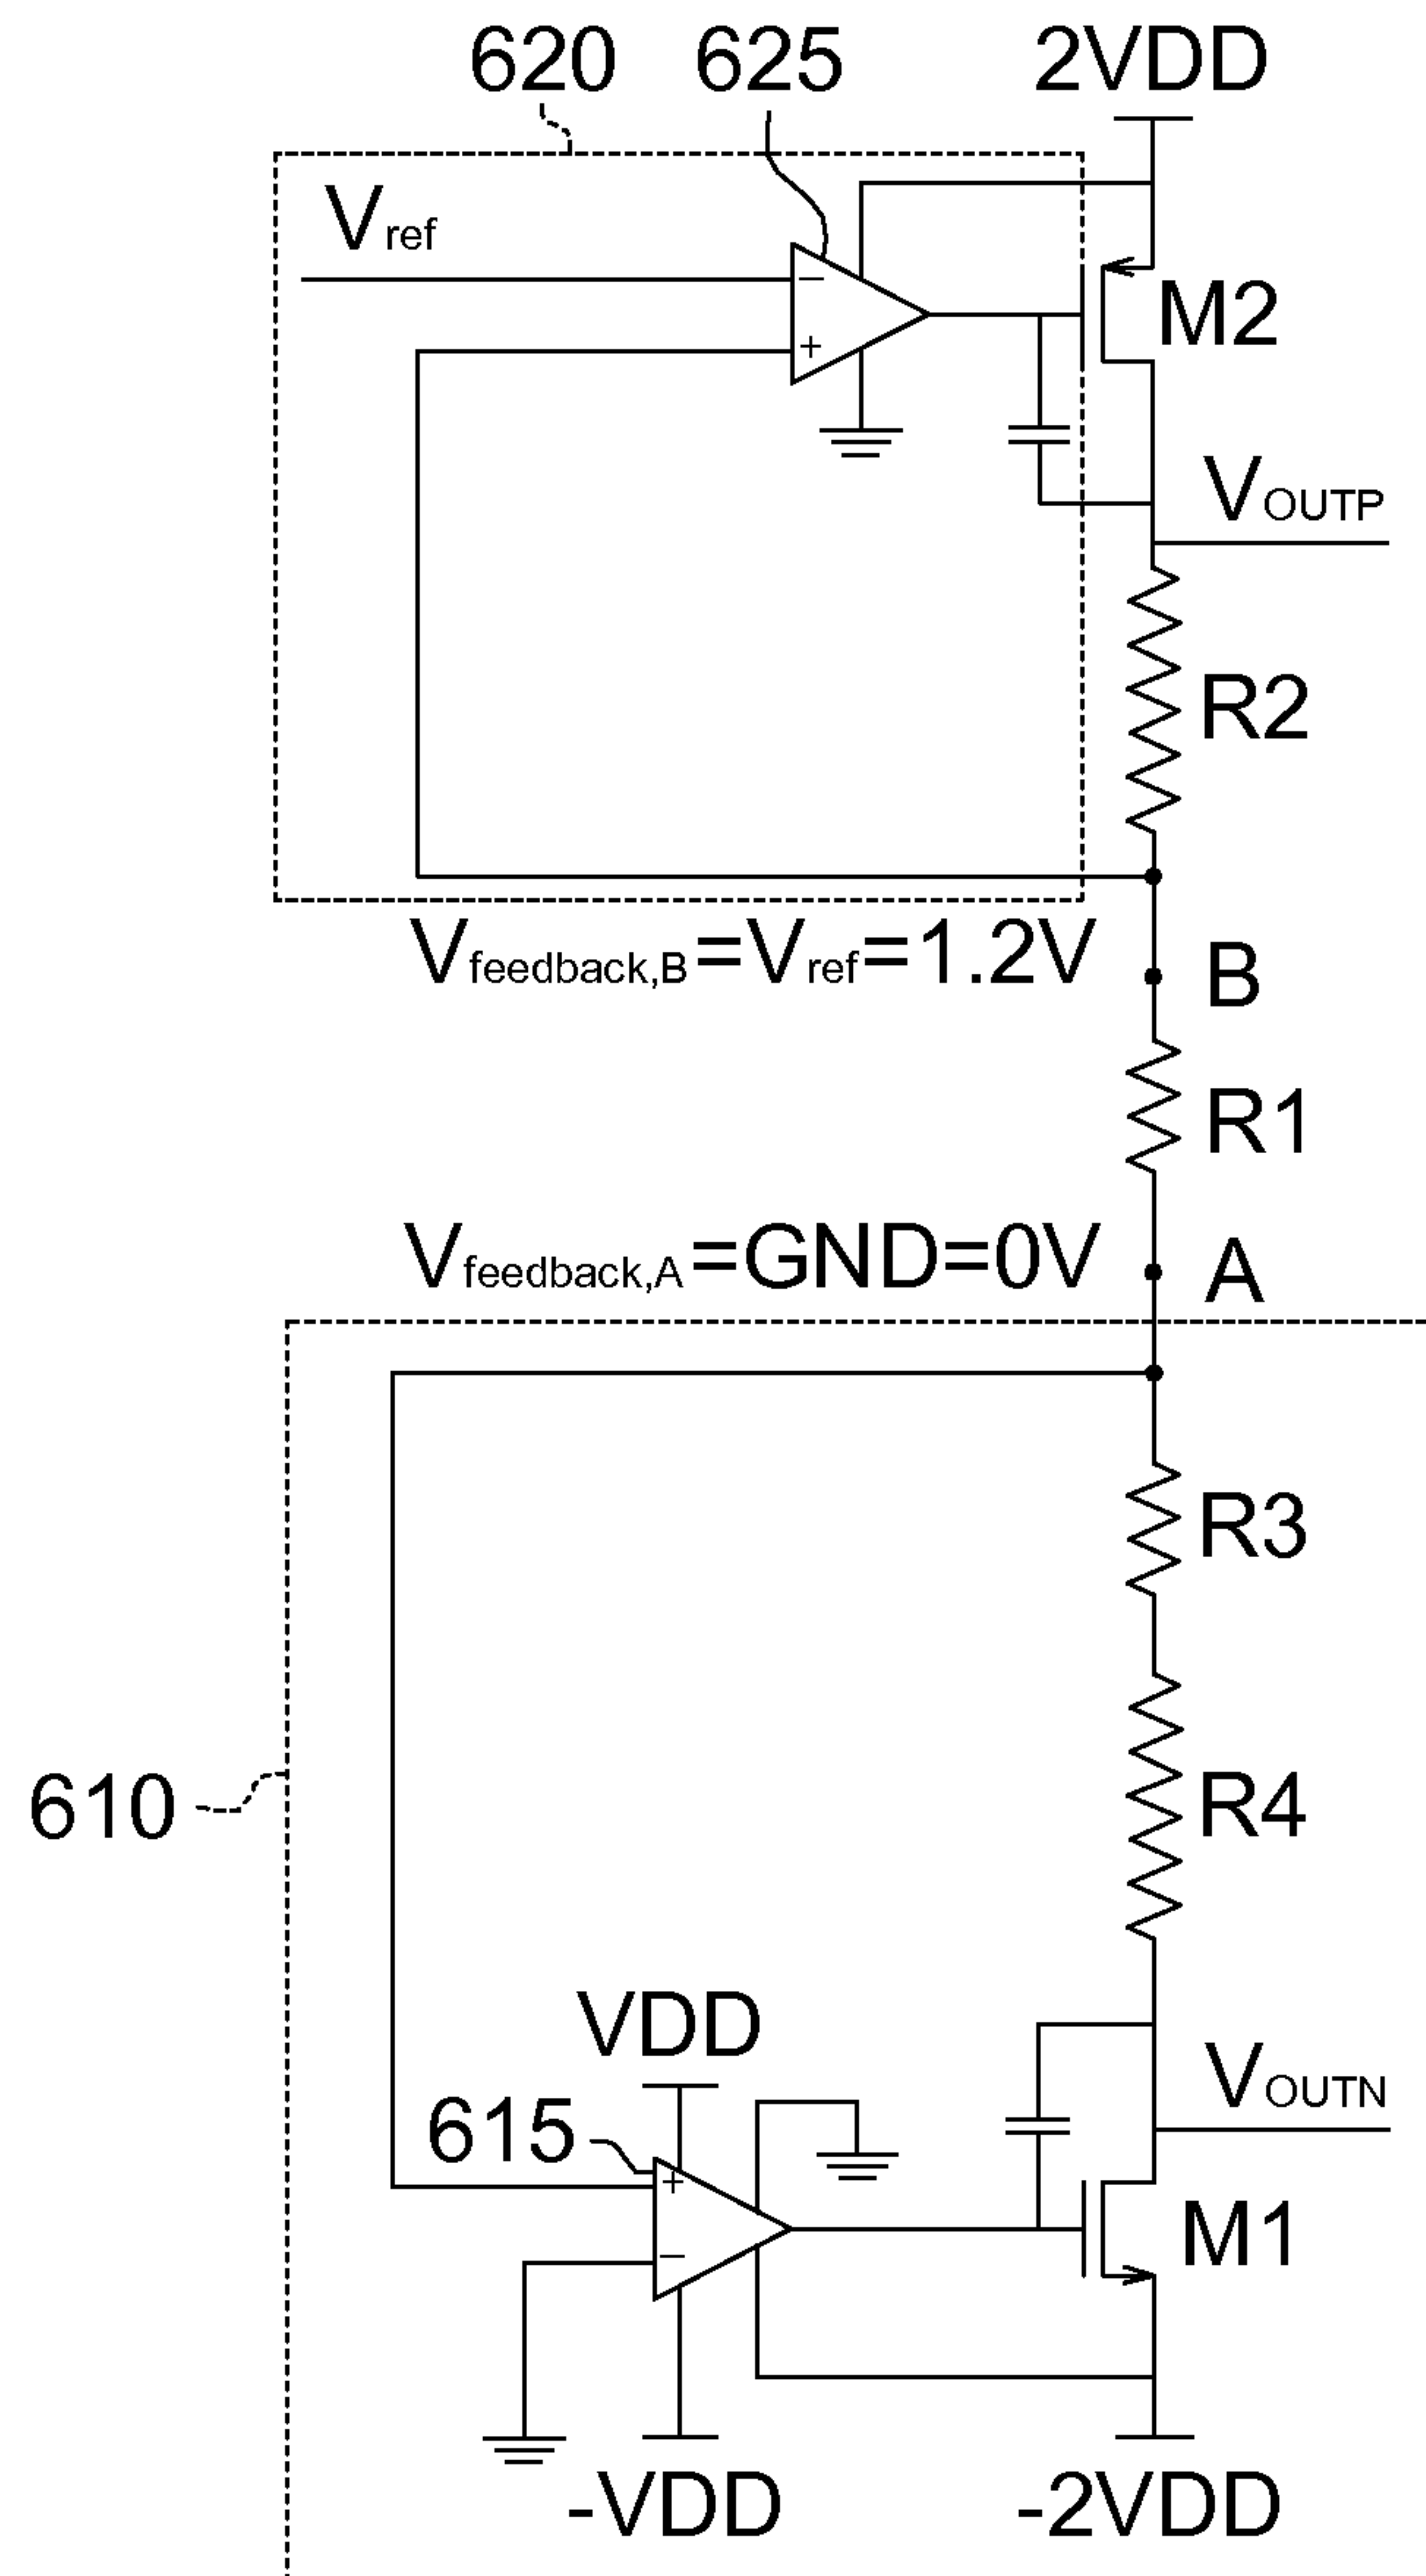 620 625 2VDD
Vref
−
+
M2
VOUTP
R2
Vfeedback,B=Vref=1.2V
B
R1
Vfeedback,A=GND=0V
A
R3
610
R4
VDD
VOUTN
615
+
−
M1
-VDD
-2VDD